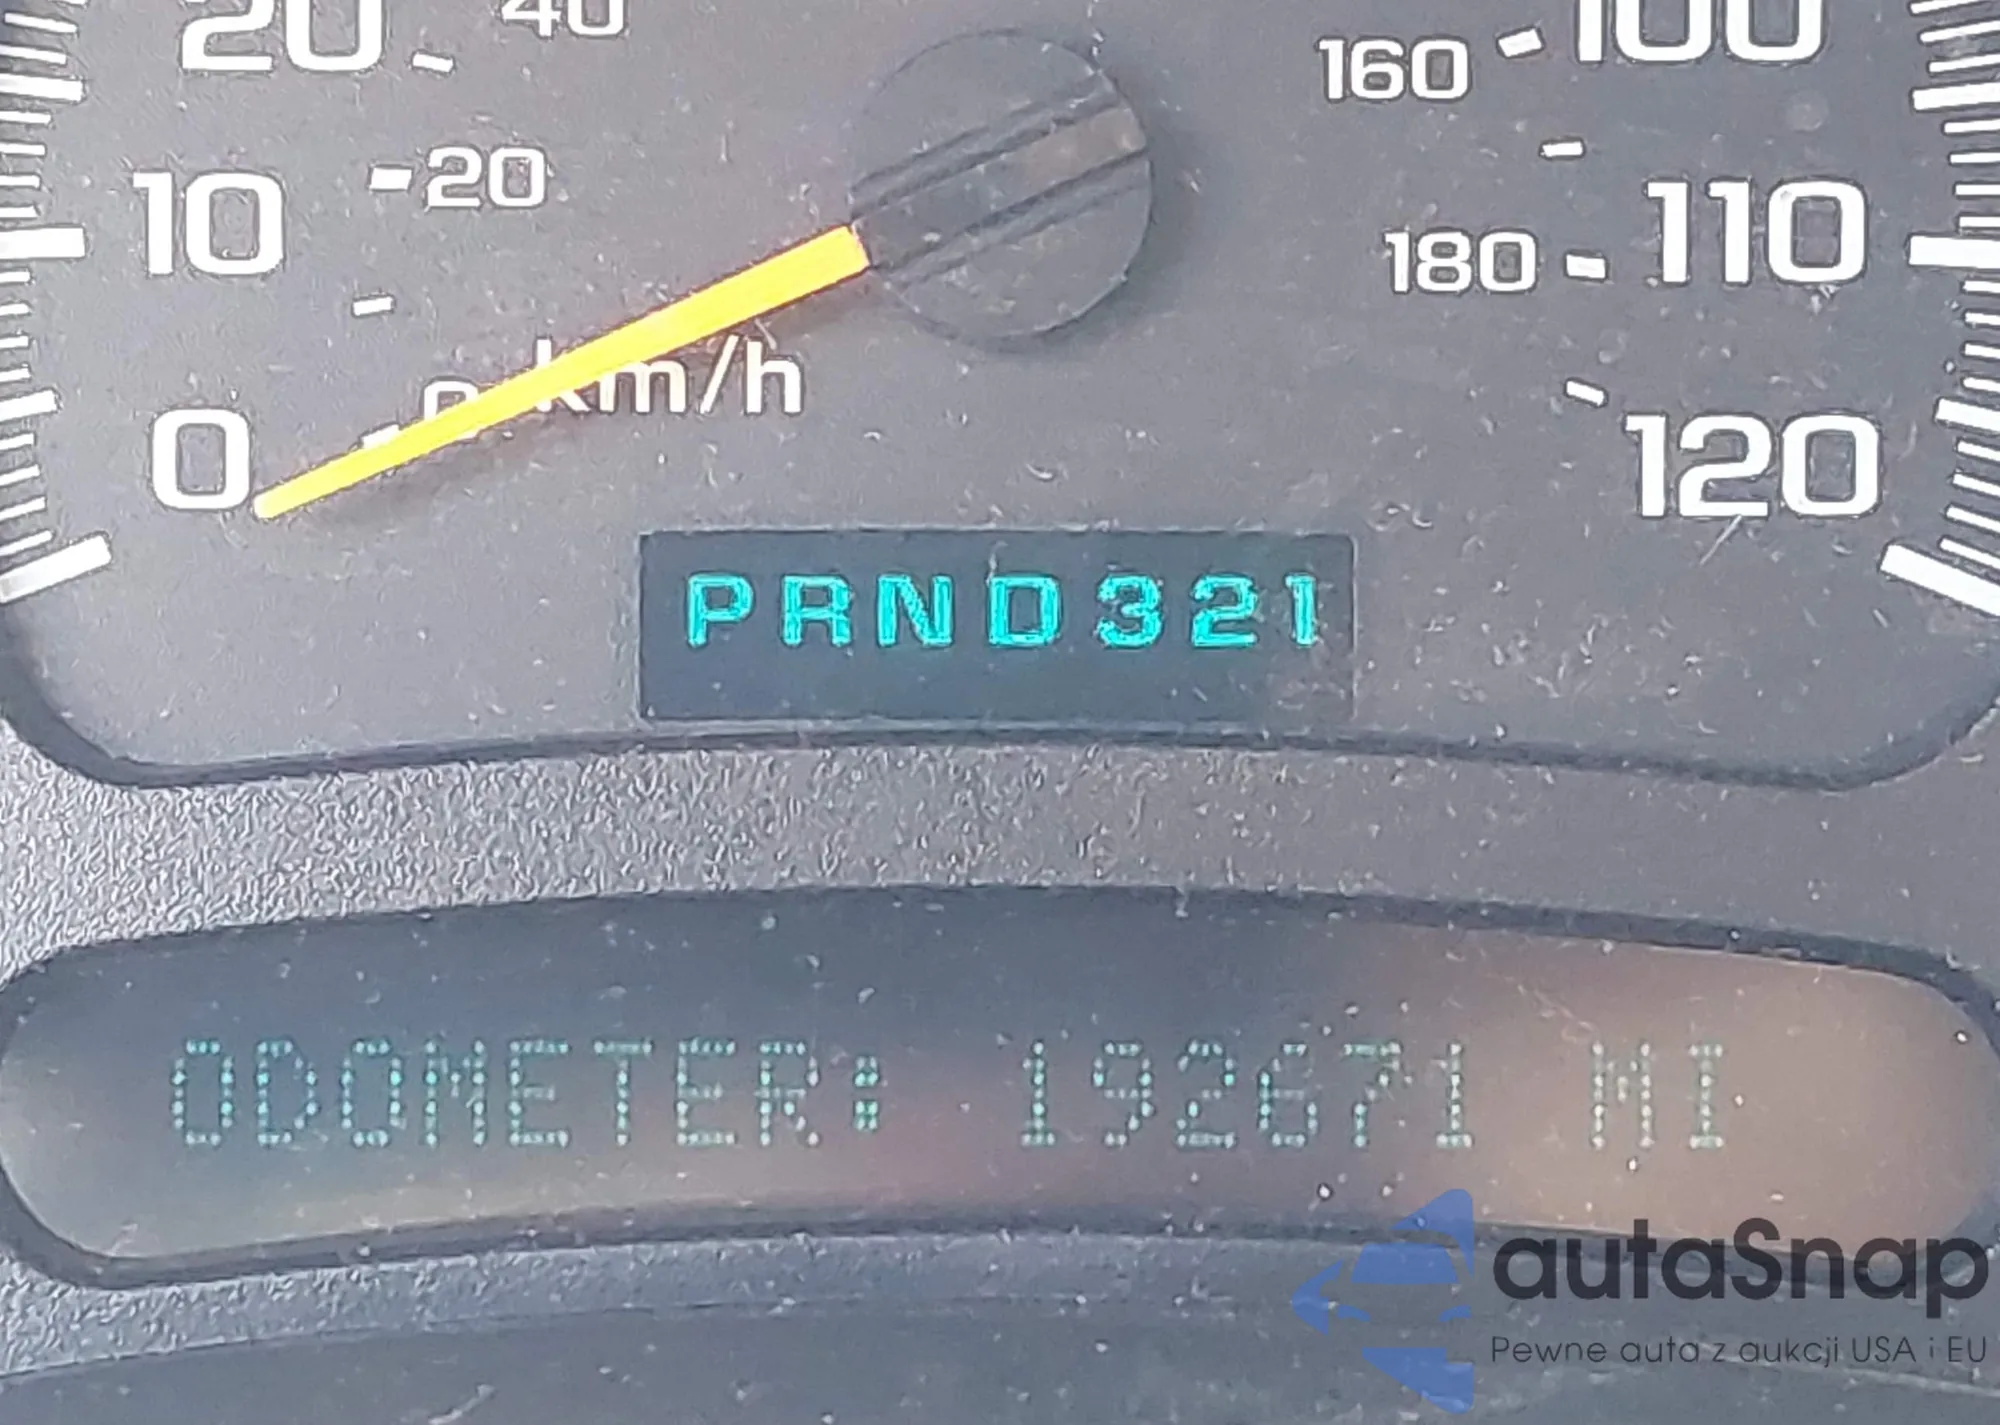 20 40 160 100
10 20 180 110
0 0 km/h 120
PRND321
ODOMETER: 192671 MI
autaSnap
Pewne auta z aukcji USA i EU